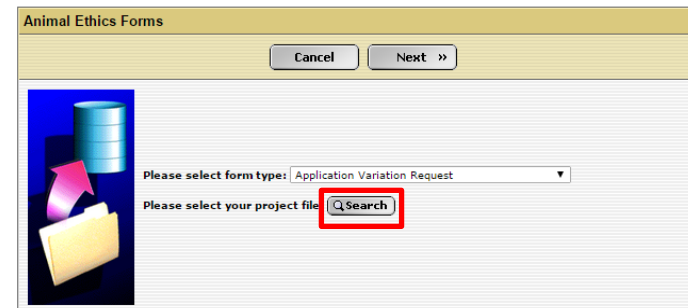 Animal Ethics Forms
Cancel Next »
Please select form type: Application Variation Request
Please select your project file Search